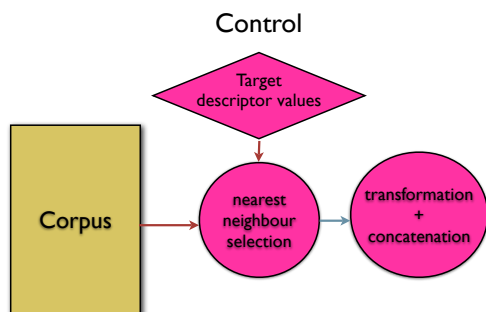 Control
Target
descriptor values
Corpus
nearest
neighbour
selection
transformation
+
concatenation